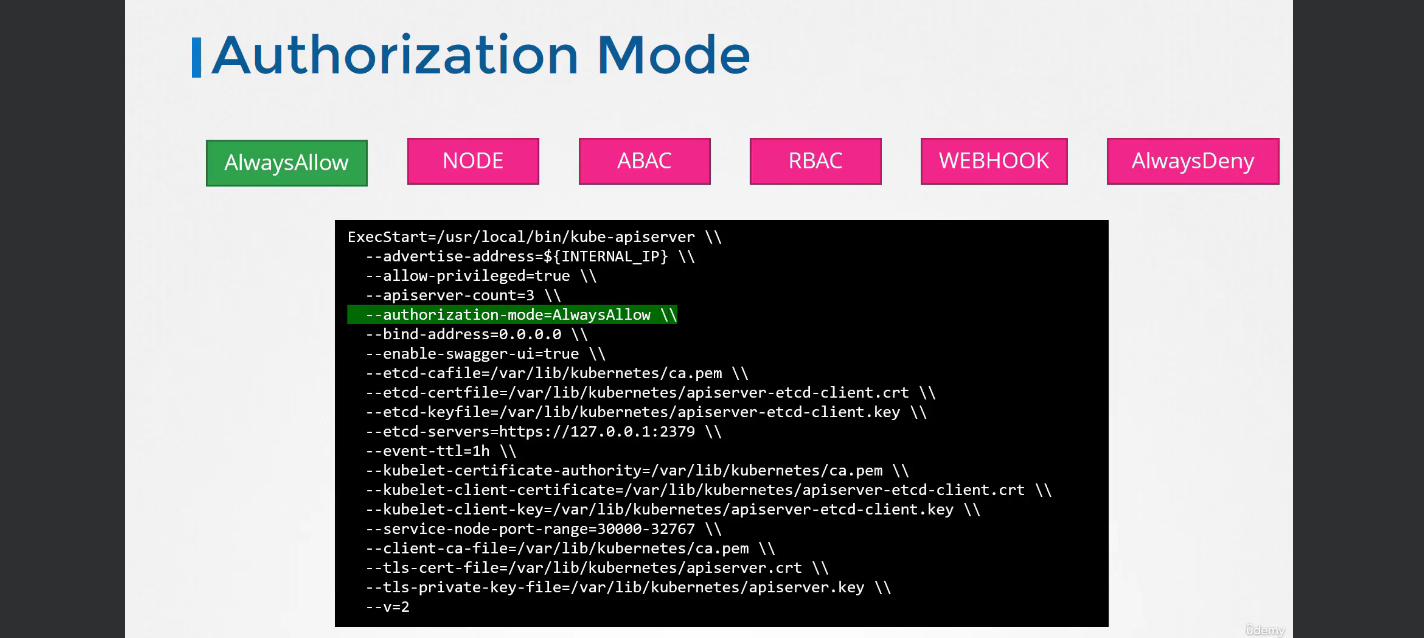 Authorization Mode
AlwaysAllow NODE ABAC RBAC WEBHOOK AlwaysDeny
ExecStart=/usr/local/bin/kube-apiserver \\
--advertise-address=${INTERNAL_IP} \\
--allow-privileged=true \\
--apiserver-count=3 \\
--authorization-mode=AlwaysAllow \\
--bind-address=0.0.0.0 \\
--enable-swagger-ui=true \\
--etcd-cafile=/var/lib/kubernetes/ca.pem \\
--etcd-certfile=/var/lib/kubernetes/apiserver-etcd-client.crt \\
--etcd-keyfile=/var/lib/kubernetes/apiserver-etcd-client.key \\
--etcd-servers=https://127.0.0.1:2379 \\
--event-ttl=1h \\
--kubelet-certificate-authority=/var/lib/kubernetes/ca.pem \\
--kubelet-client-certificate=/var/lib/kubernetes/apiserver-etcd-client.crt \\
--kubelet-client-key=/var/lib/kubernetes/apiserver-etcd-client.key \\
--service-node-port-range=30000-32767 \\
--client-ca-file=/var/lib/kubernetes/ca.pem \\
--tls-cert-file=/var/lib/kubernetes/apiserver.crt \\
--tls-private-key-file=/var/lib/kubernetes/apiserver.key \\
--v=2
ûdemy